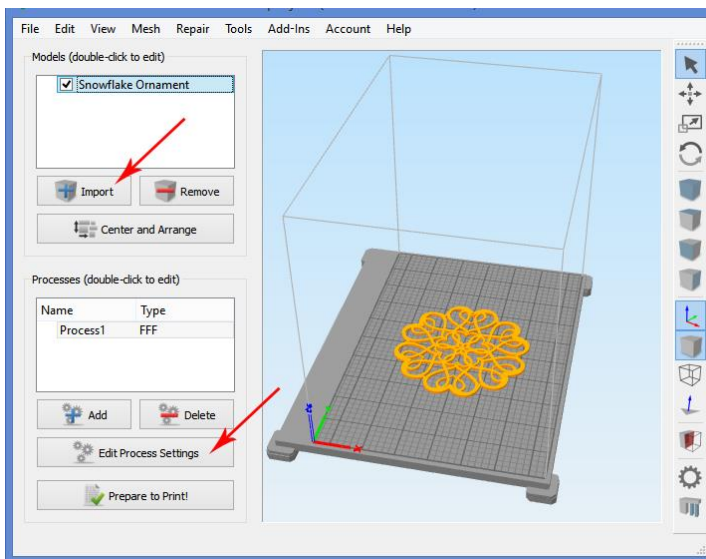 File Edit View Mesh Repair Tools Add-Ins Account Help
Models (double-click to edit)
Snowflake Ornament
Import
Remove
Center and Arrange
Processes (double-click to edit)
Name Type
Process1 FFF
Add
Delete
Edit Process Settings
Prepare to Print!